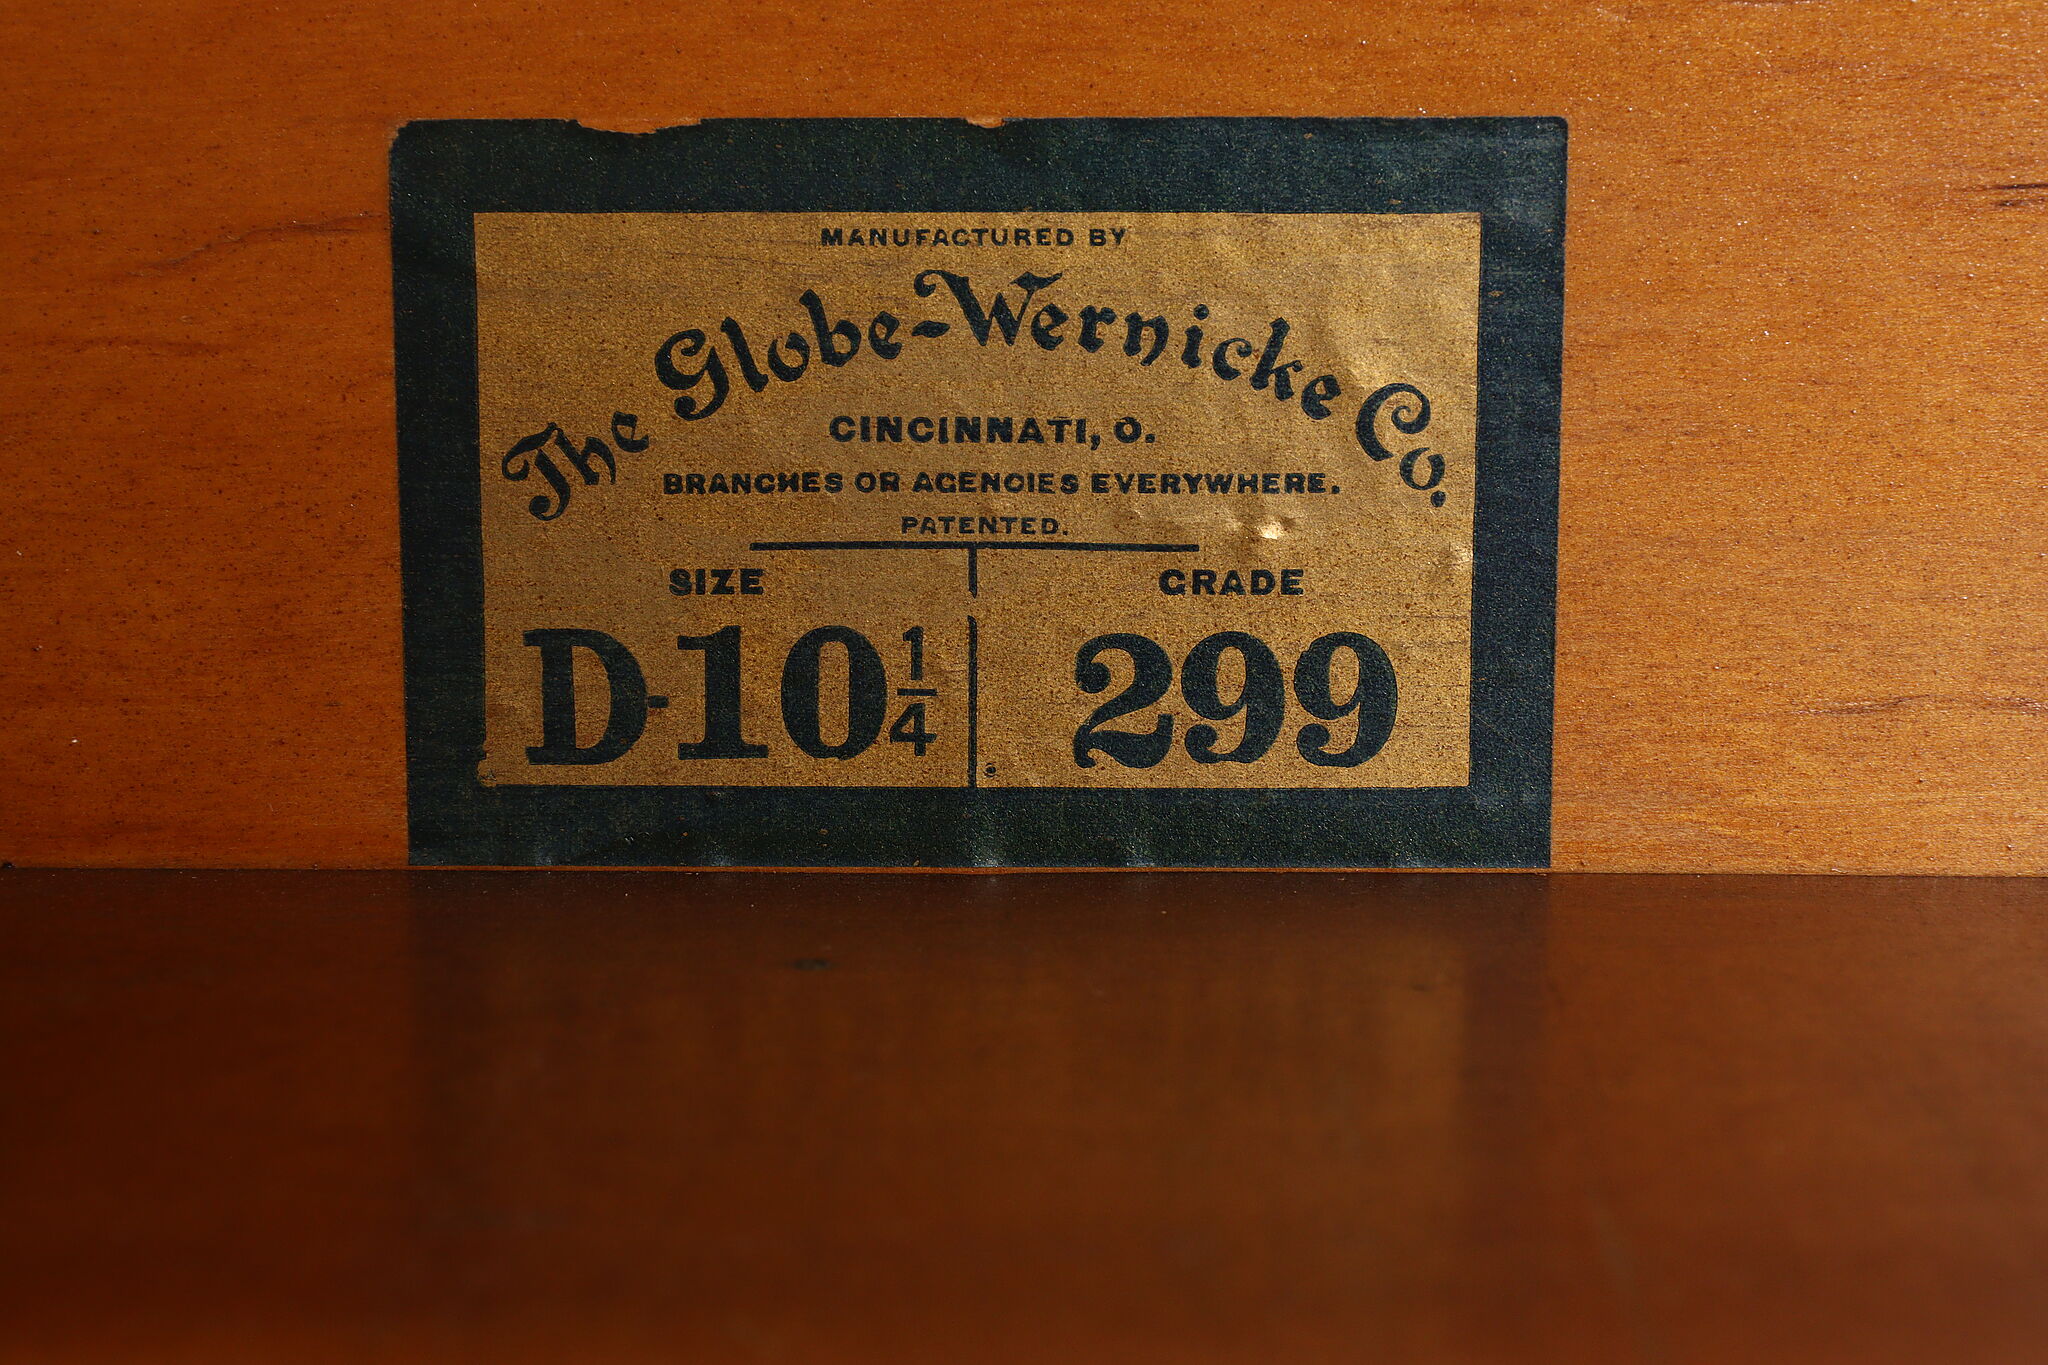 MANUFACTURED BY
The Globe-Wernicke Co.
CINCINNATI, O.
BRANCHES OR AGENCIES EVERYWHERE.
PATENTED.
SIZE GRADE
D-10 1/4 299